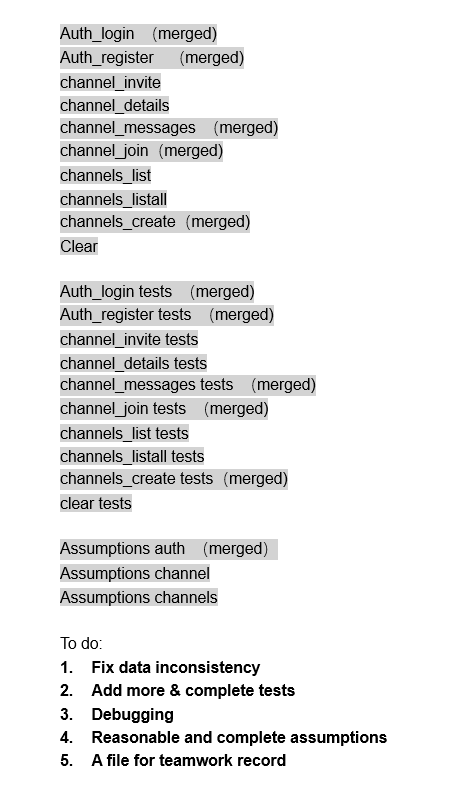 Auth_login （merged)
Auth_register （merged)
channel_invite
channel_details
channel_messages （merged)
channel_join（merged)
channels_list
channels_listall
channels_create（merged)
Clear
Auth_login tests （merged)
Auth_register tests （merged)
channel_invite tests
channel_details tests
channel_messages tests （merged)
channel_join tests （merged)
channels_list tests
channels_listall tests
channels_create tests（merged)
clear tests
Assumptions auth （merged）
Assumptions channel
Assumptions channels
To do:
1. Fix data inconsistency
2. Add more & complete tests
3. Debugging
4. Reasonable and complete assumptions
5. A file for teamwork record